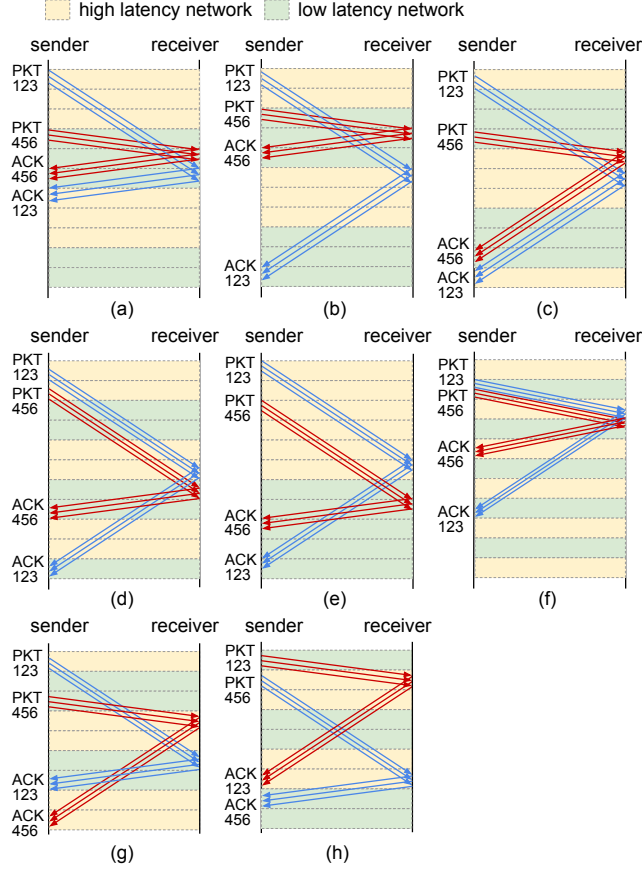 high latency network
low latency network
sender receiver
sender receiver
sender receiver
PKT
123
PKT
456
ACK
456
ACK
123
(a)
PKT
123
PKT
456
ACK
456
ACK
123
(b)
PKT
123
PKT
456
ACK
456
ACK
123
(c)
sender receiver
sender receiver
sender receiver
PKT
123
PKT
456
ACK
456
ACK
123
(d)
PKT
123
PKT
456
ACK
456
ACK
123
(e)
PKT
123
PKT
456
ACK
456
ACK
123
(f)
sender receiver
sender receiver
PKT
123
PKT
456
ACK
123
ACK
456
(g)
PKT
123
PKT
456
ACK
123
ACK
456
(h)